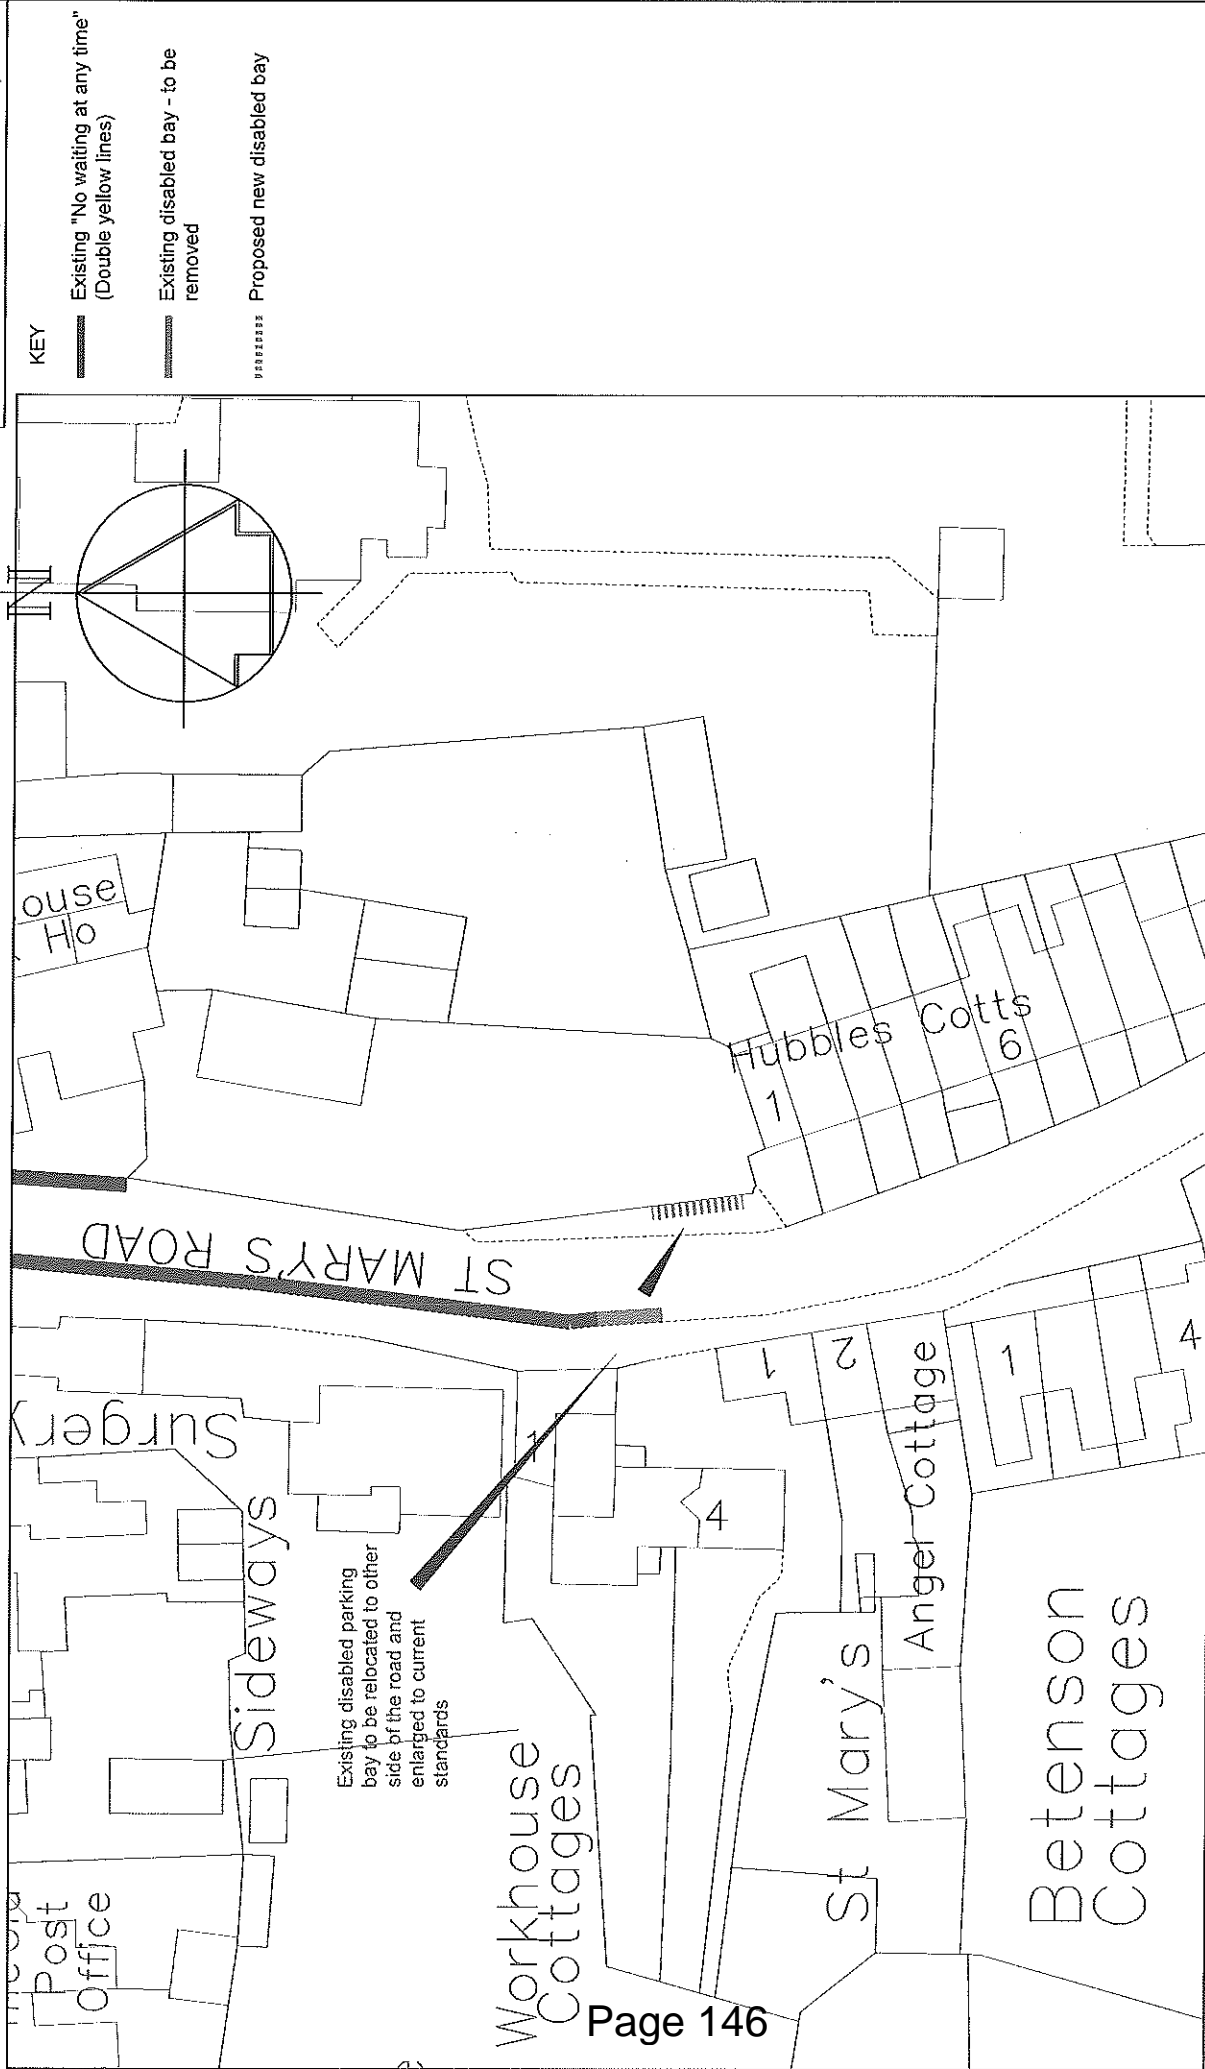 KEY
Existing "No waiting at any time"
(Double yellow lines)
Existing disabled bay - to be
removed
Proposed new disabled bay
N
ouse
Ho
ST MARY'S ROAD
Hubbles Cotts
1
6
Surgery
Sideways
Post
Office
Existing disabled parking
bay to be relocated to other
side of the road and
enlarged to current
standards
1
4
Workhouse
Cottages
1
2
St Mary's
Angel Cottage
1
4
Betenson
Cottages
Page 146